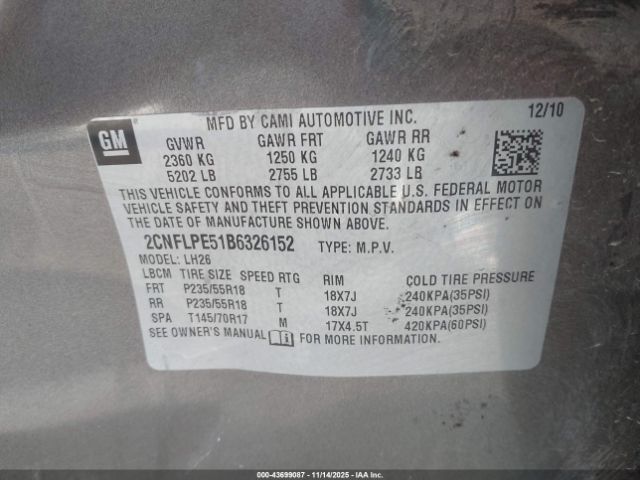 GM
MFD BY CAMI AUTOMOTIVE INC.
12/10
GVWR GAWR FRT GAWR RR
2360 KG 1250 KG 1240 KG
5202 LB 2755 LB 2733 LB
THIS VEHICLE CONFORMS TO ALL APPLICABLE U.S. FEDERAL MOTOR
VEHICLE SAFETY AND THEFT PREVENTION STANDARDS IN EFFECT ON
THE DATE OF MANUFACTURE SHOWN ABOVE.
2CNFLPE51B6326152 TYPE: M.P.V.
MODEL: LH26
LBCM TIRE SIZE SPEED RTG RIM COLD TIRE PRESSURE
FRT P235/55R18 T 18X7J 240KPA(35PSI)
RR P235/55R18 T 18X7J 240KPA(35PSI)
SPA T145/70R17 M 17X4.5T 420KPA(60PSI)
SEE OWNER'S MANUAL FOR MORE INFORMATION.
000-43699087 - 11/14/2025 - IAAI.COM